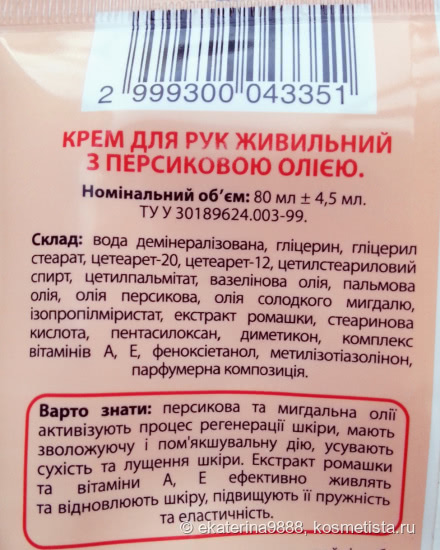 2 999300 043351
КРЕМ ДЛЯ РУК ЖИВИЛЬНИЙ
З ПЕРСИКОВОЮ ОЛІЄЮ.
Номінальний об'єм: 80 мл ± 4,5 мл.
ТУ У 30189624.003-99.
Склад: вода демінералізована, гліцерин, гліцерил
стеарат, цетеарет-20, цетеарет-12, цетилстеариловий
спирт, цетилпальмітат, вазелінова олія, пальмова
олія, олія персикова, олія солодкого мигдалю,
ізопропілміристат, екстракт ромашки, стеаринова
кислота, пентасилоксан, диметикон, комплекс
вітамінів А, Е, феноксіетанол, метилізотіазолінон,
парфумерна композиція.
Варто знати: персикова та мигдальна олії
активізують процес регенерації шкіри, мають
зволожуючу і пом'якшувальну дію, усувають
сухість та лущення шкіри. Екстракт ромашки
та вітаміни А, Е ефективно живлять
та відновлюють шкіру, підвищують її пружність
та еластичність.
© ekaterina9888, kosmetista.ru